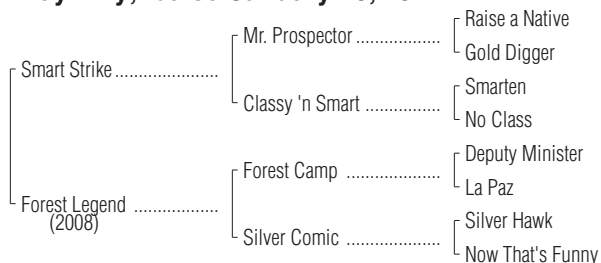 Raise a Native
Mr. Prospector ..................
Gold Digger
Smart Strike ......................
Smarten
Classy 'n Smart ................
No Class
Deputy Minister
Forest Camp ....................
La Paz
Forest Legend ..................
(2008)
Silver Hawk
Silver Comic ....................
Now That's Funny